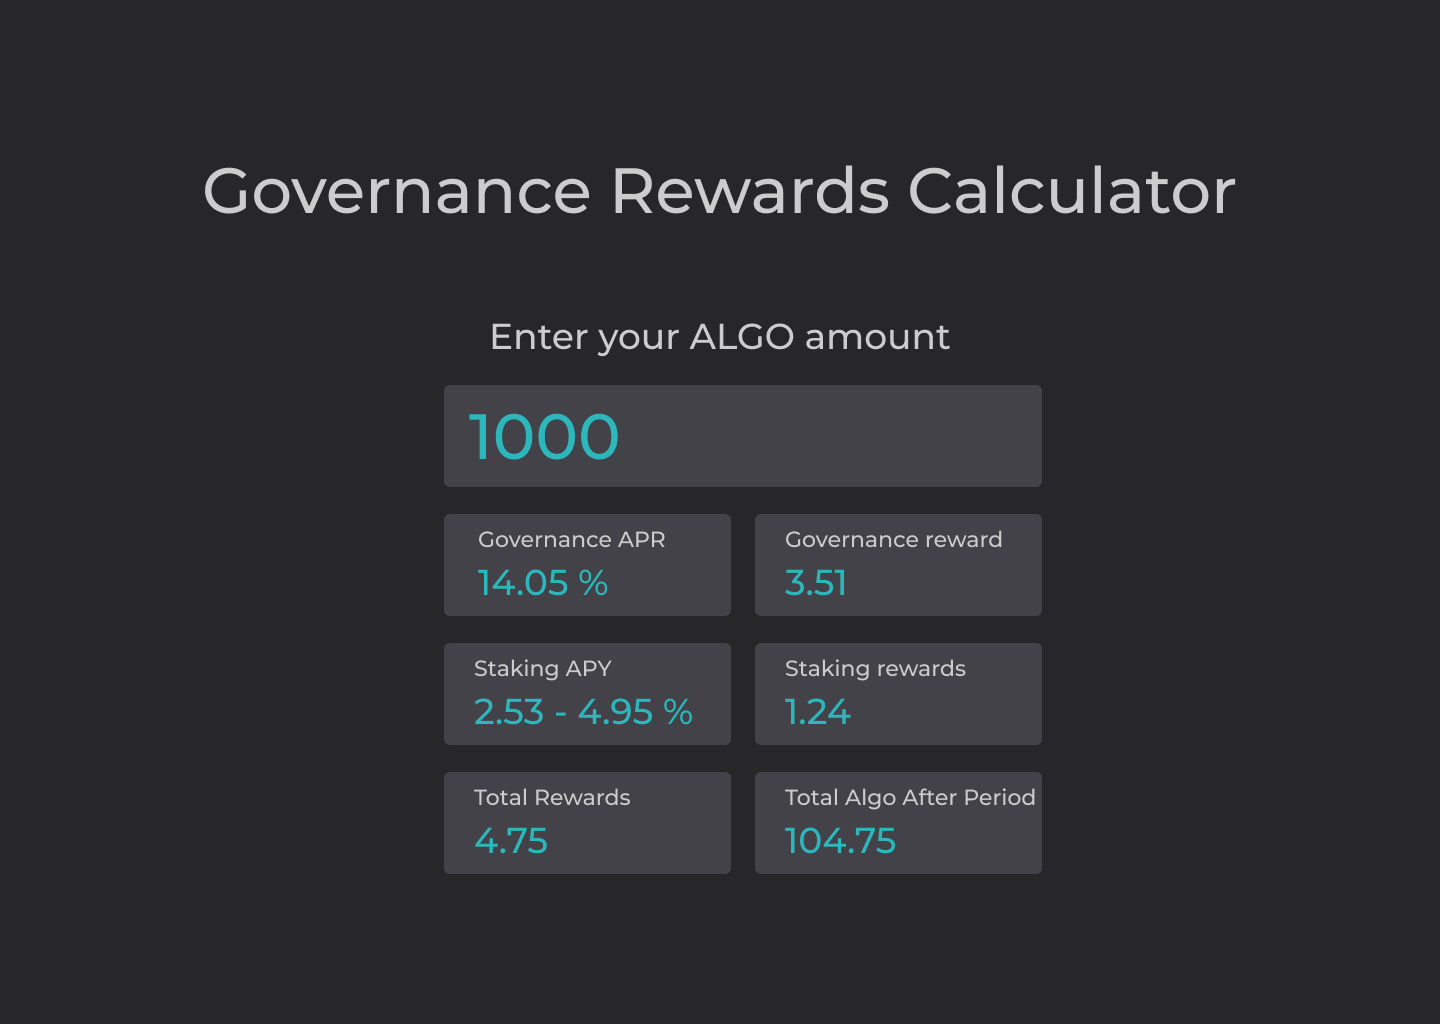 Governance Rewards Calculator
Enter your ALGO amount
1000
Governance APR
14.05 %
Governance reward
3.51
Staking APY
2.53 - 4.95 %
Staking rewards
1.24
Total Rewards
4.75
Total Algo After Period
104.75